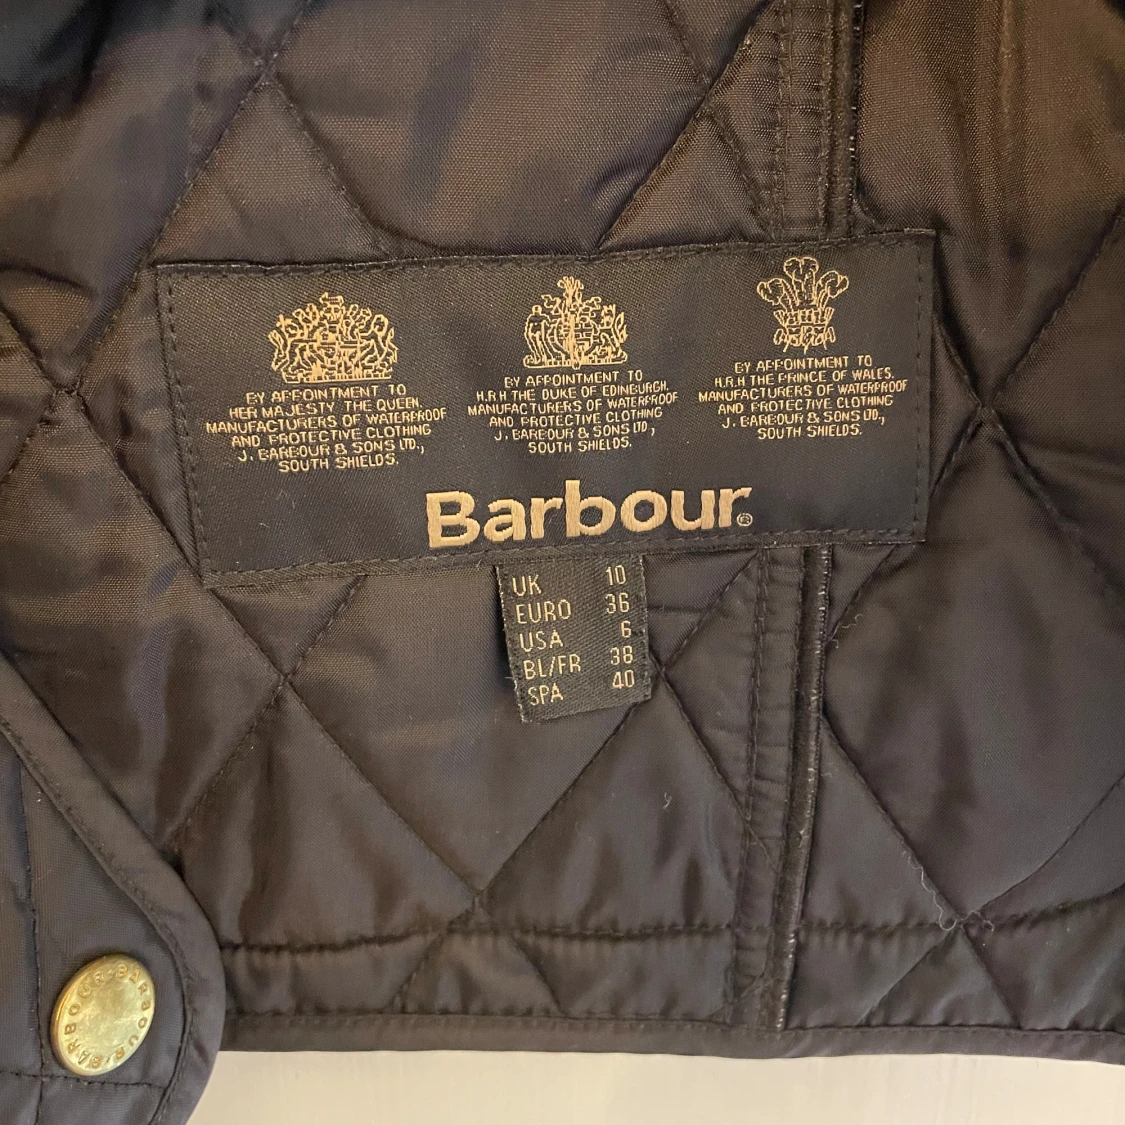 BY APPOINTMENT TO
HER MAJESTY THE QUEEN.
MANUFACTURERS OF WATERPROOF
AND PROTECTIVE CLOTHING
J. BARBOUR & SONS LTD.,
SOUTH SHIELDS.
BY APPOINTMENT TO
H.R.H THE DUKE OF EDINBURGH.
MANUFACTURERS OF WATERPROOF
AND PROTECTIVE CLOTHING
J. BARBOUR & SONS LTD.,
SOUTH SHIELDS.
BY APPOINTMENT TO
H.R.H THE PRINCE OF WALES.
MANUFACTURERS OF WATERPROOF
AND PROTECTIVE CLOTHING
J. BARBOUR & SONS LTD.,
SOUTH SHIELDS.
Barbour®
UK 10
EURO 36
USA 6
BL/FR 38
SPA 40
BARBOUR·BARBOUR·